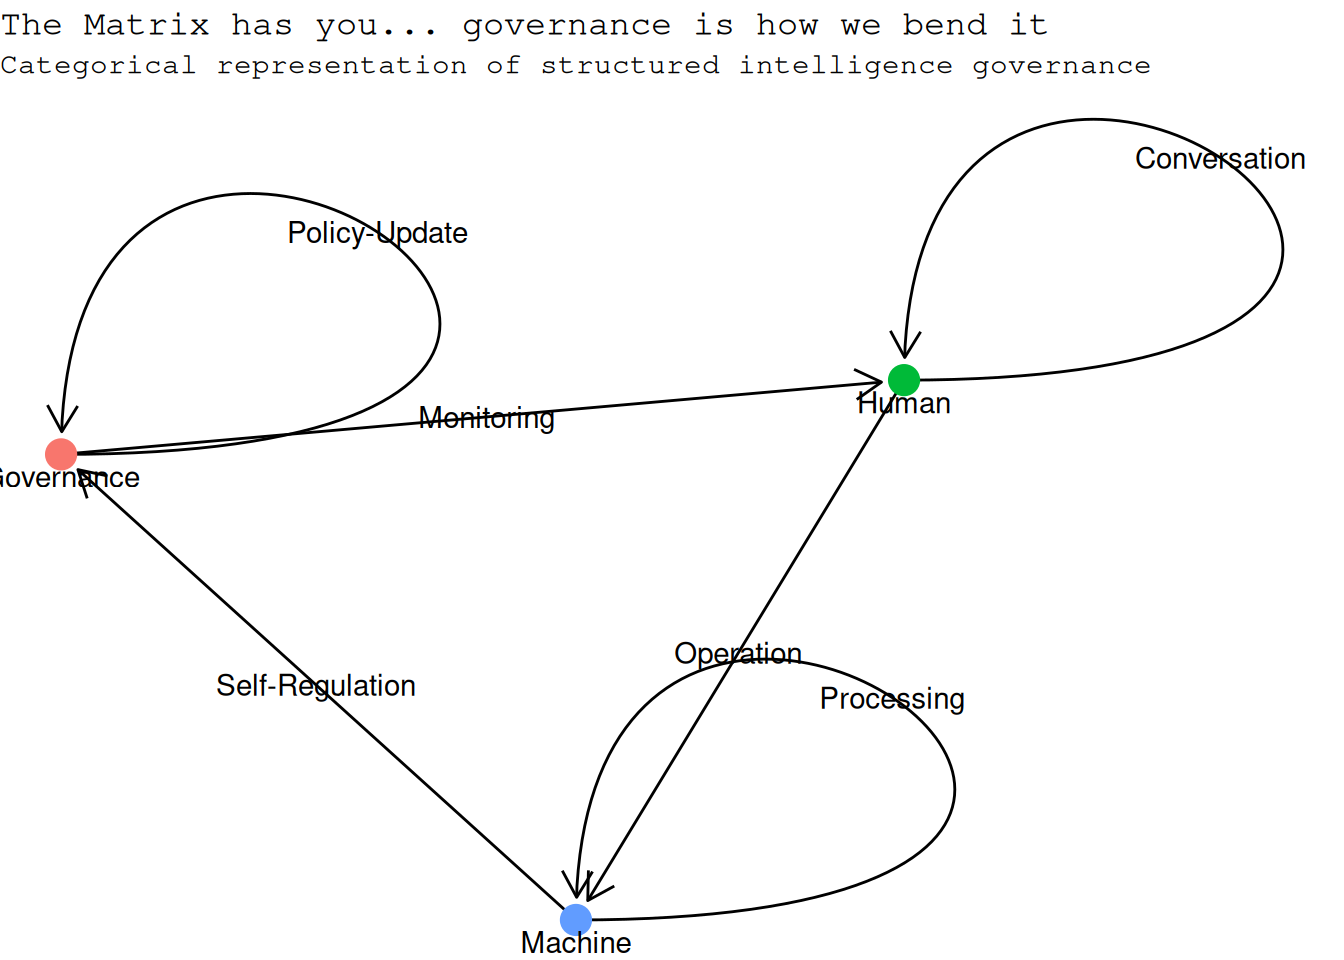 The Matrix has you... governance is how we bend it
Categorical representation of structured intelligence governance
Conversation
Policy-Update
Human
Monitoring
Governance
Operation
Self-Regulation
Processing
Machine